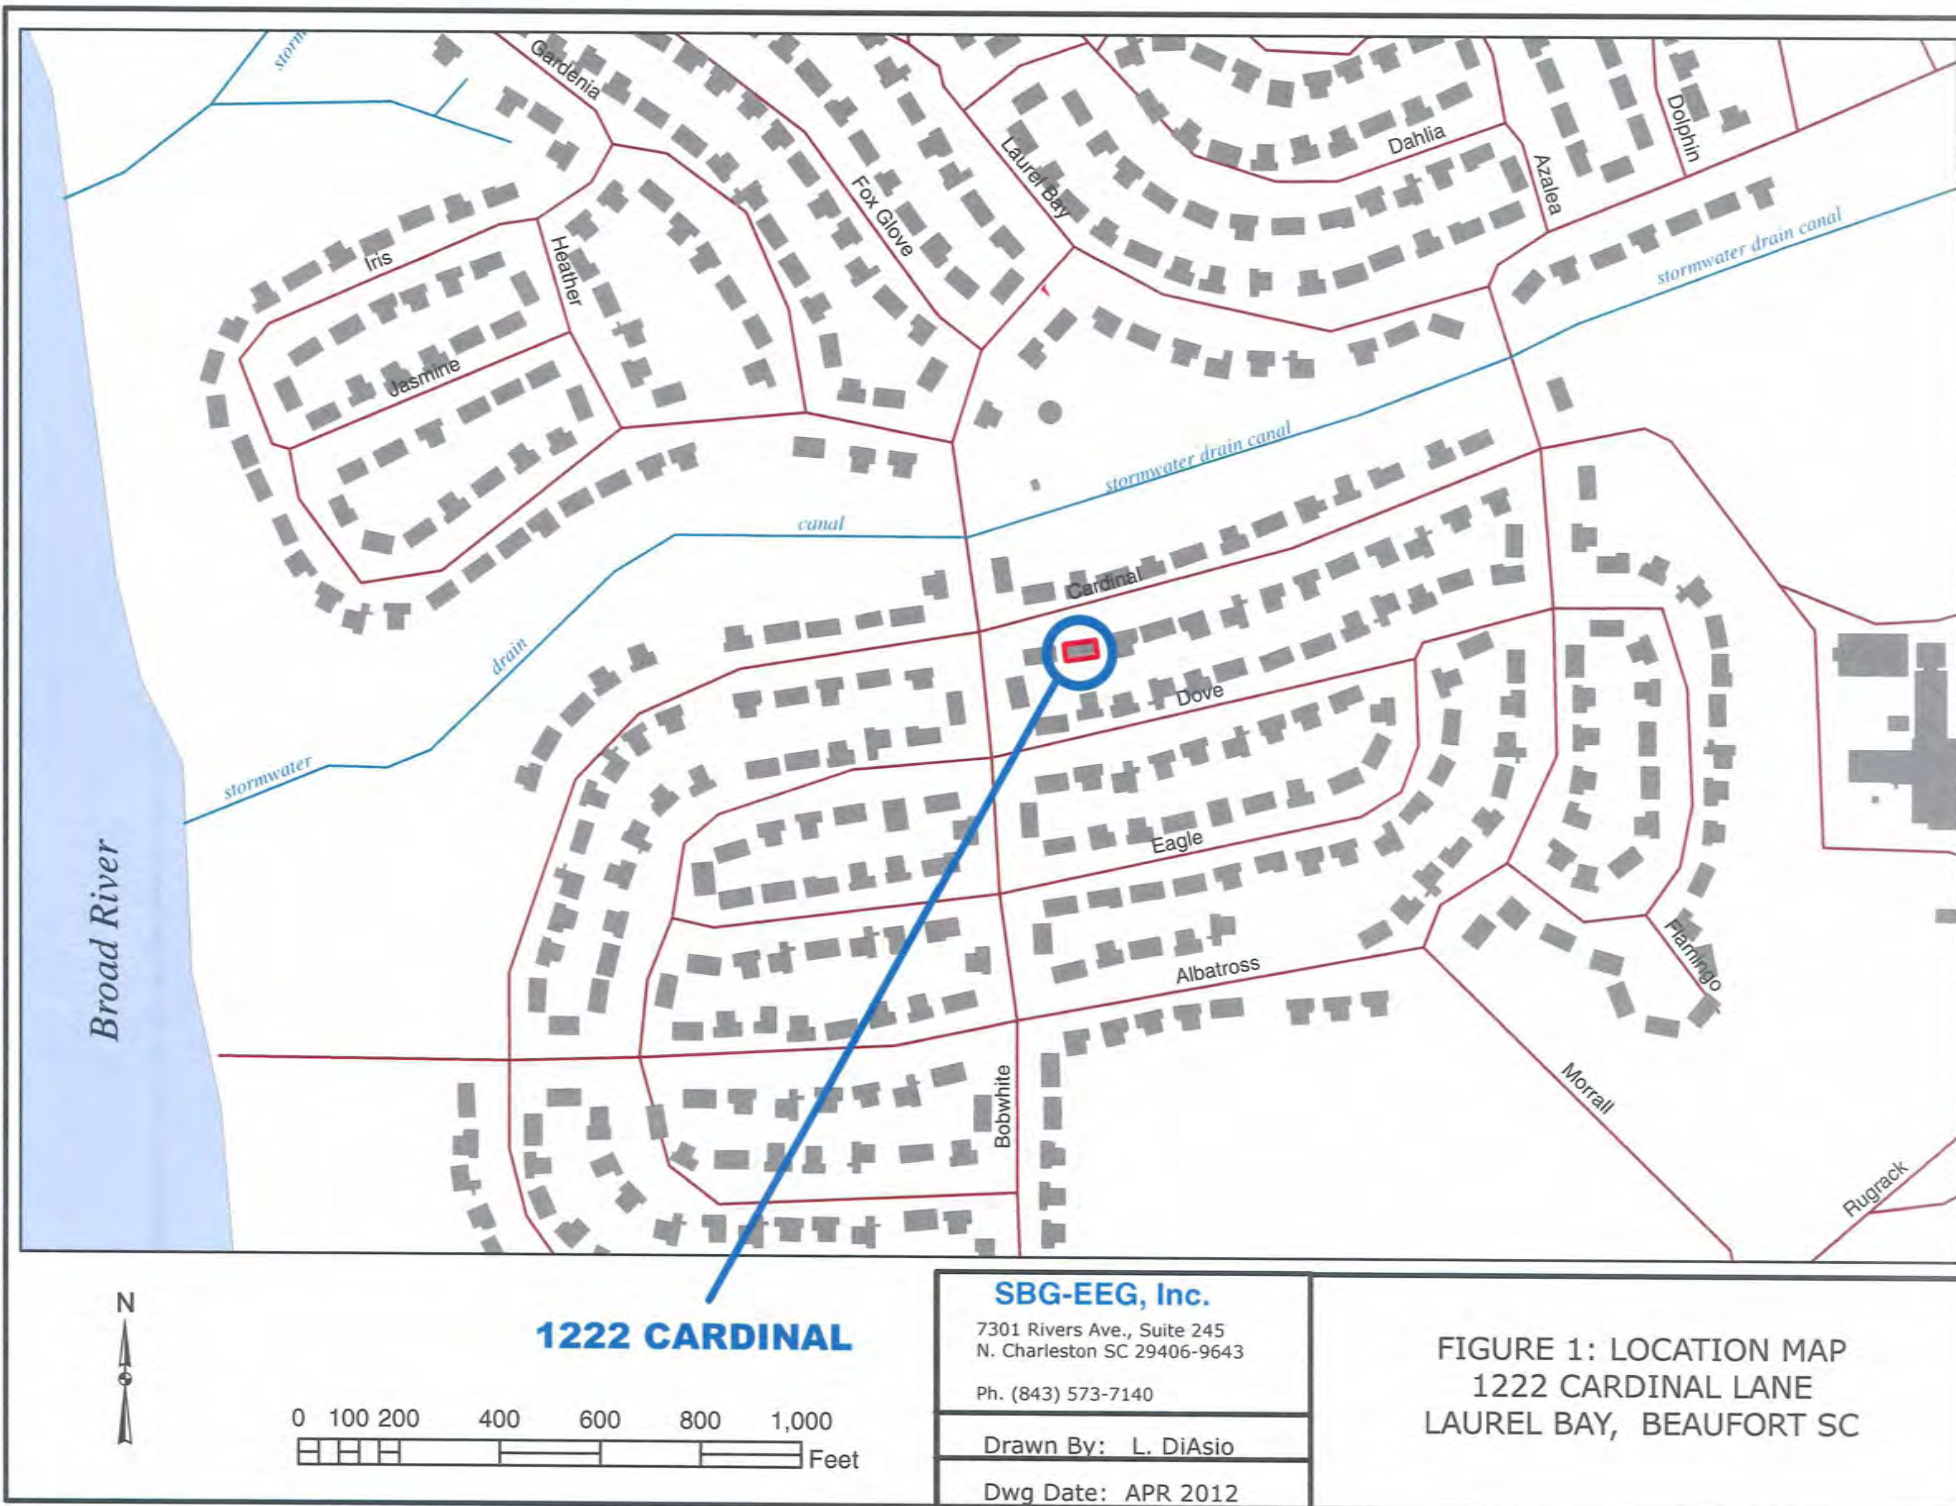 storm
Gardenia
Dahlia
Dolphin
Laurel Bay
Azalea
Fox Glove
stormwater drain canal
Iris
Heather
Jasmine
stormwater drain canal
canal
Cardinal
drain
Dove
stormwater
Eagle
Broad River
Albatross
Flamingo
Bobwhite
Morrall
Rugrack
N
1222 CARDINAL
0 100 200 400 600 800 1,000
Feet
SBG-EEG, Inc.
7301 Rivers Ave., Suite 245
N. Charleston SC 29406-9643
Ph. (843) 573-7140
Drawn By: L. DiAsio
Dwg Date: APR 2012
FIGURE 1: LOCATION MAP
1222 CARDINAL LANE
LAUREL BAY, BEAUFORT SC